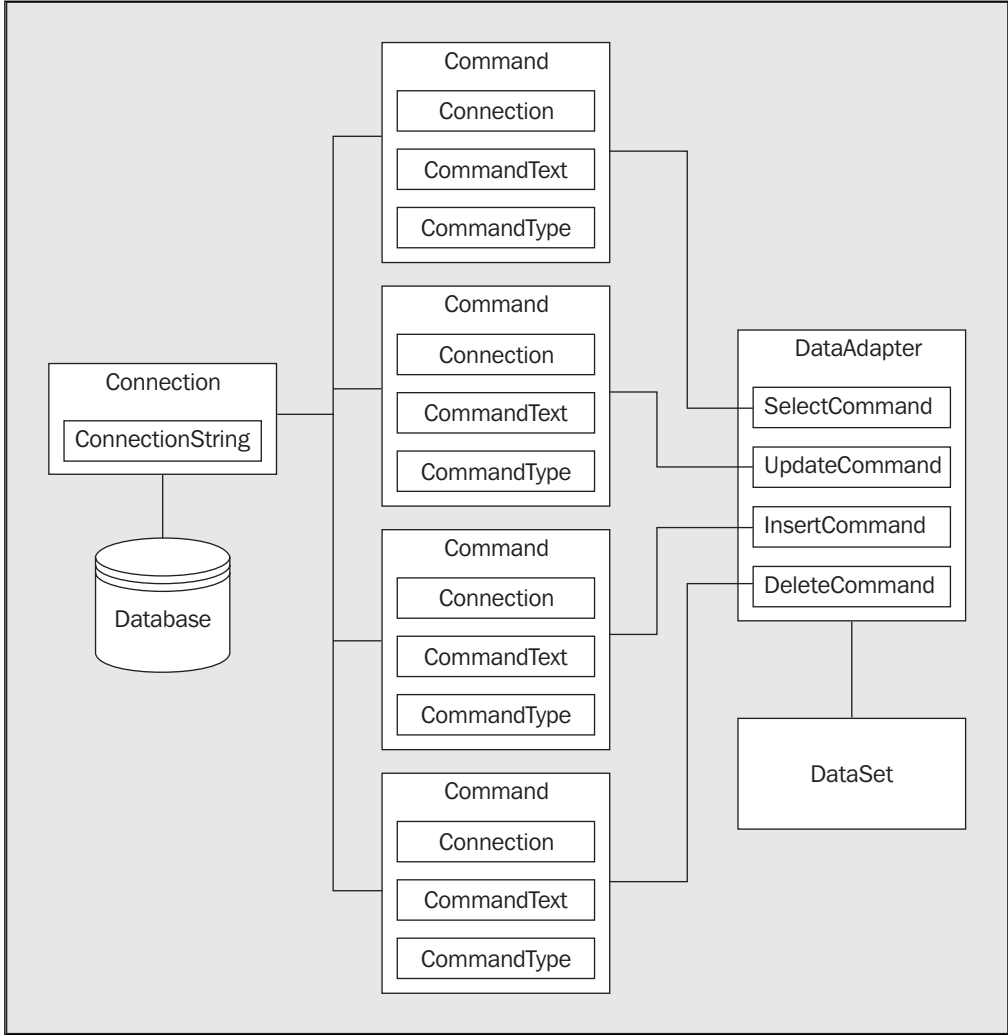 Connection
ConnectionString
Database
Command
Connection
CommandText
CommandType
Command
Connection
CommandText
CommandType
Command
Connection
CommandText
CommandType
Command
Connection
CommandText
CommandType
DataAdapter
SelectCommand
UpdateCommand
InsertCommand
DeleteCommand
DataSet